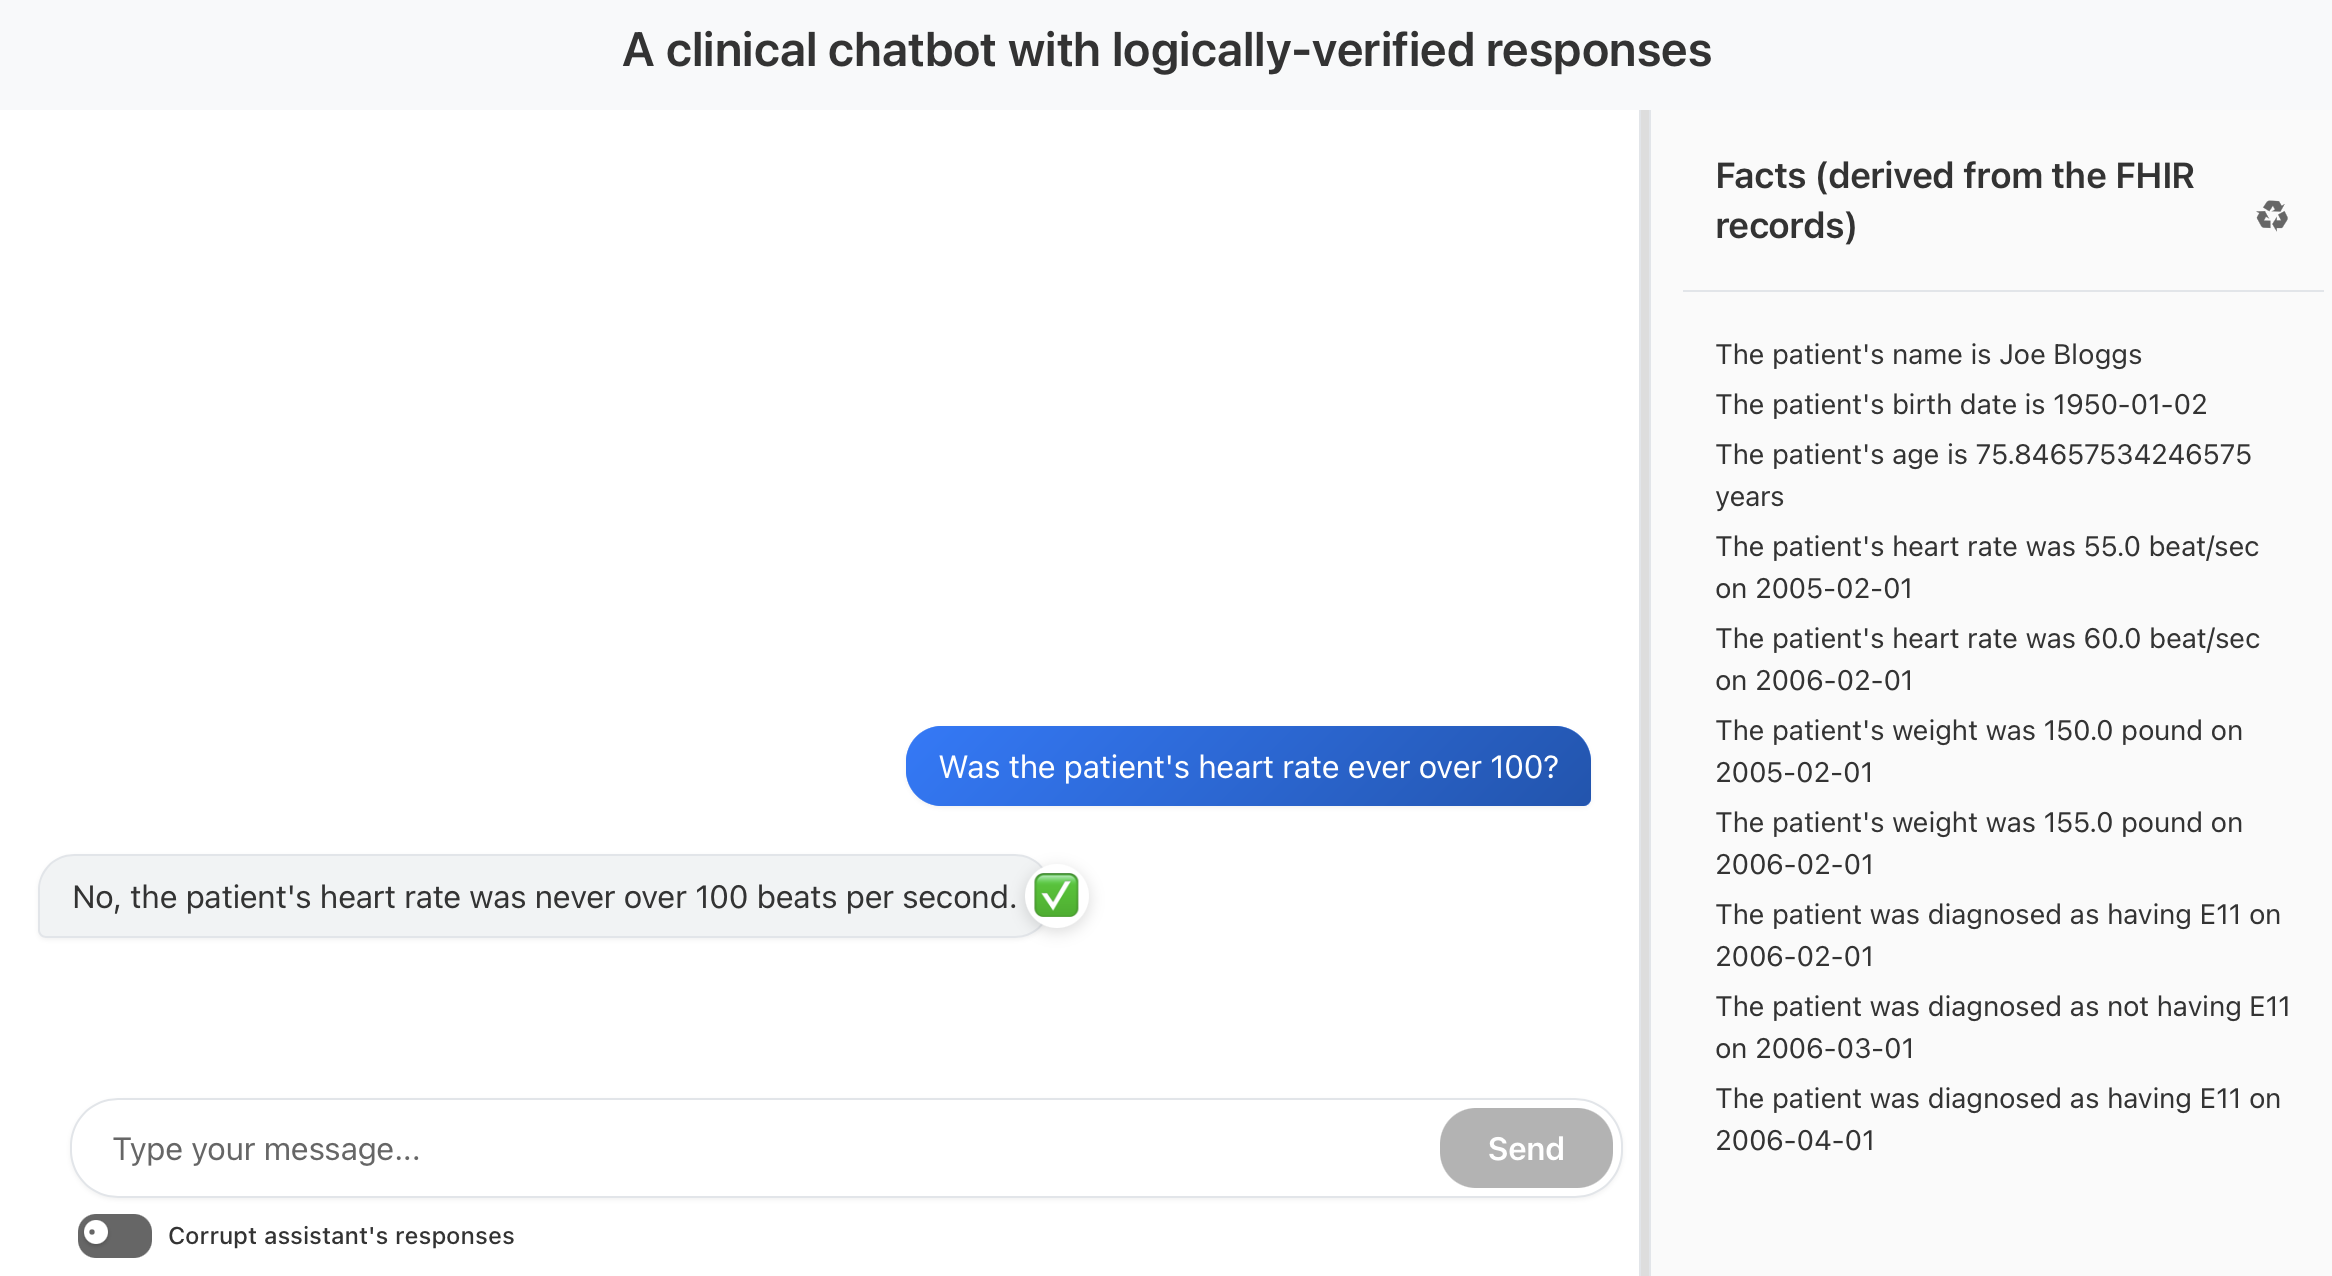 A clinical chatbot with logically-verified responses
Was the patient's heart rate ever over 100?
No, the patient's heart rate was never over 100 beats per second.
Type your message...
Send
Corrupt assistant's responses
Facts (derived from the FHIR
records)
The patient's name is Joe Bloggs
The patient's birth date is 1950-01-02
The patient's age is 75.84657534246575
years
The patient's heart rate was 55.0 beat/sec
on 2005-02-01
The patient's heart rate was 60.0 beat/sec
on 2006-02-01
The patient's weight was 150.0 pound on
2005-02-01
The patient's weight was 155.0 pound on
2006-02-01
The patient was diagnosed as having E11 on
2006-02-01
The patient was diagnosed as not having E11
on 2006-03-01
The patient was diagnosed as having E11 on
2006-04-01